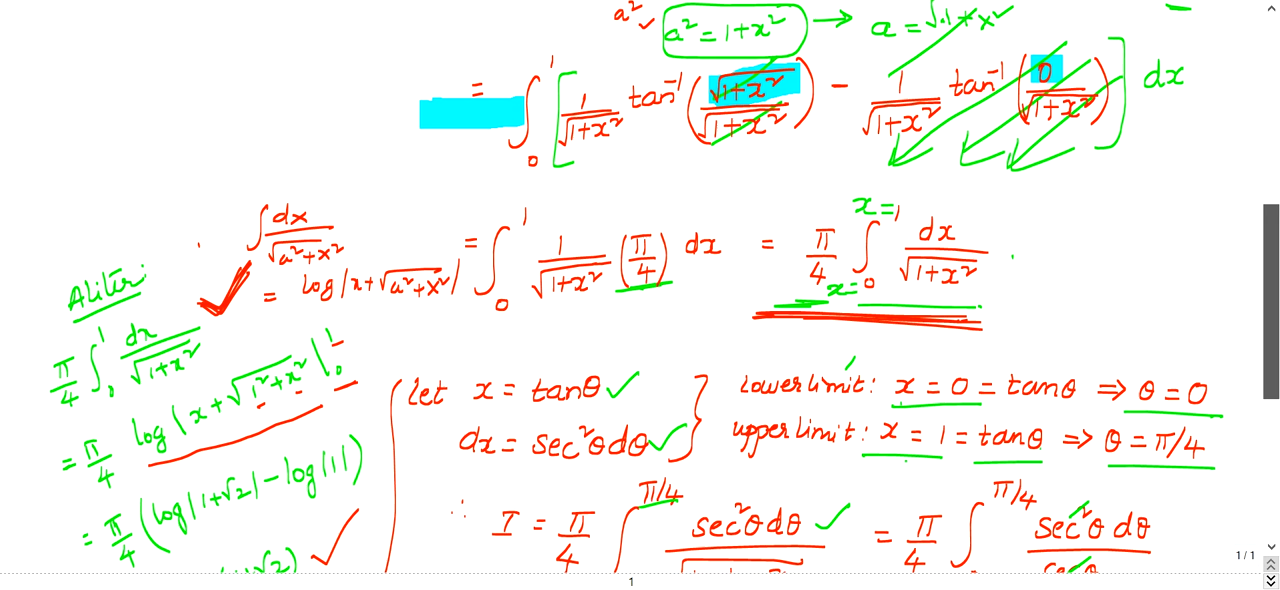 a² a² = 1+x² → a = √1+x²
= ∫₀¹ [ 1/√(1+x²) tan⁻¹(√(1+x²)/√(1+x²)) − 1/√(1+x²) tan⁻¹(0/√(1+x²)) ] dx
∫ dx/√(a²+x²) = log|x+√(a²+x²)|
= ∫₀¹ 1/√(1+x²) (π/4) dx = π/4 ∫₀¹ dx/√(1+x²)
x=1
x=
Aliter:
π/4 ∫₀¹ dx/√(1+x²)
= π/4 log|x+√(1²+x²)|₀¹
= π/4 (log|1+√2| − log|1|)
+√2)
let x = tanθ
dx = sec²θdθ
lower limit: x = 0 = tanθ ⇒ θ = 0
upper limit: x = 1 = tanθ ⇒ θ = π/4
∴ I = π/4 ∫ π/4 sec²θdθ = π/4 ∫ π/4 sec²θ dθ
1 / 1
1